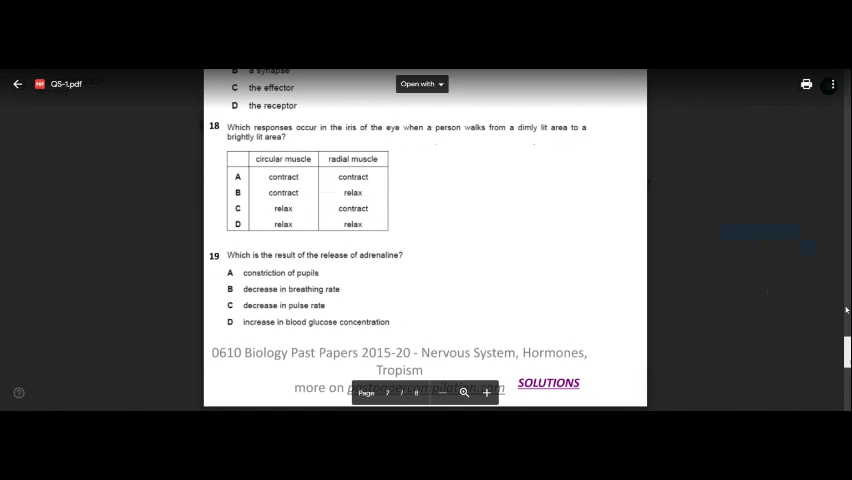 QS-1.pdf
Open with
B a synapse
C the effector
D the receptor
18 Which responses occur in the iris of the eye when a person walks from a dimly lit area to a
brightly lit area?
circular muscle radial muscle
A contract contract
B contract relax
C relax contract
D relax relax
19 Which is the result of the release of adrenaline?
A constriction of pupils
B decrease in breathing rate
C decrease in pulse rate
D increase in blood glucose concentration
0610 Biology Past Papers 2015-20 - Nervous System, Hormones,
Tropism
more on pastpapercompilation.com
SOLUTIONS
Page 7 / 8